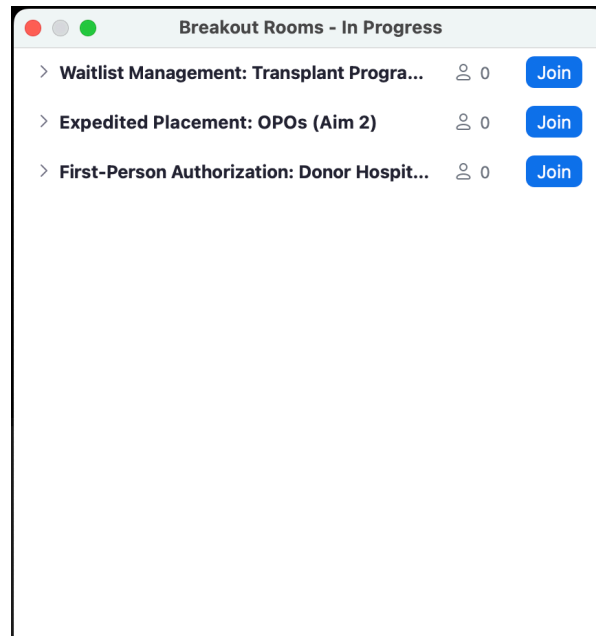 Breakout Rooms - In Progress
Waitlist Management: Transplant Progra... 0 Join
Expedited Placement: OPOs (Aim 2) 0 Join
First-Person Authorization: Donor Hospit... 0 Join